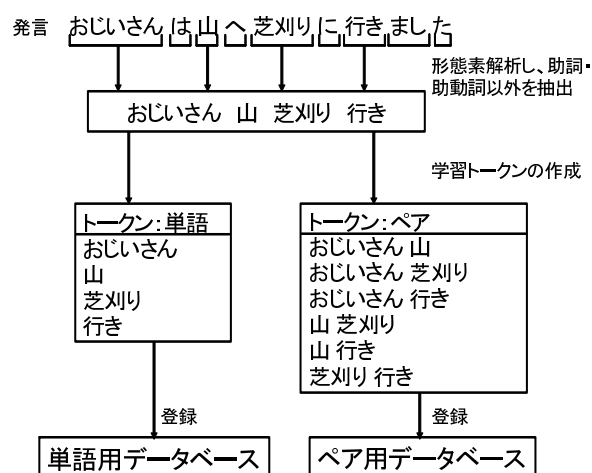 発言 おじいさんは山へ芝刈りに行きました
形態素解析し、助詞・
助動詞以外を抽出
おじいさん 山 芝刈り 行き
学習トークンの作成
トークン:単語
おじいさん
山
芝刈り
行き
トークン:ペア
おじいさん 山
おじいさん 芝刈り
おじいさん 行き
山 芝刈り
山 行き
芝刈り 行き
登録
登録
単語用データベース
ペア用データベース